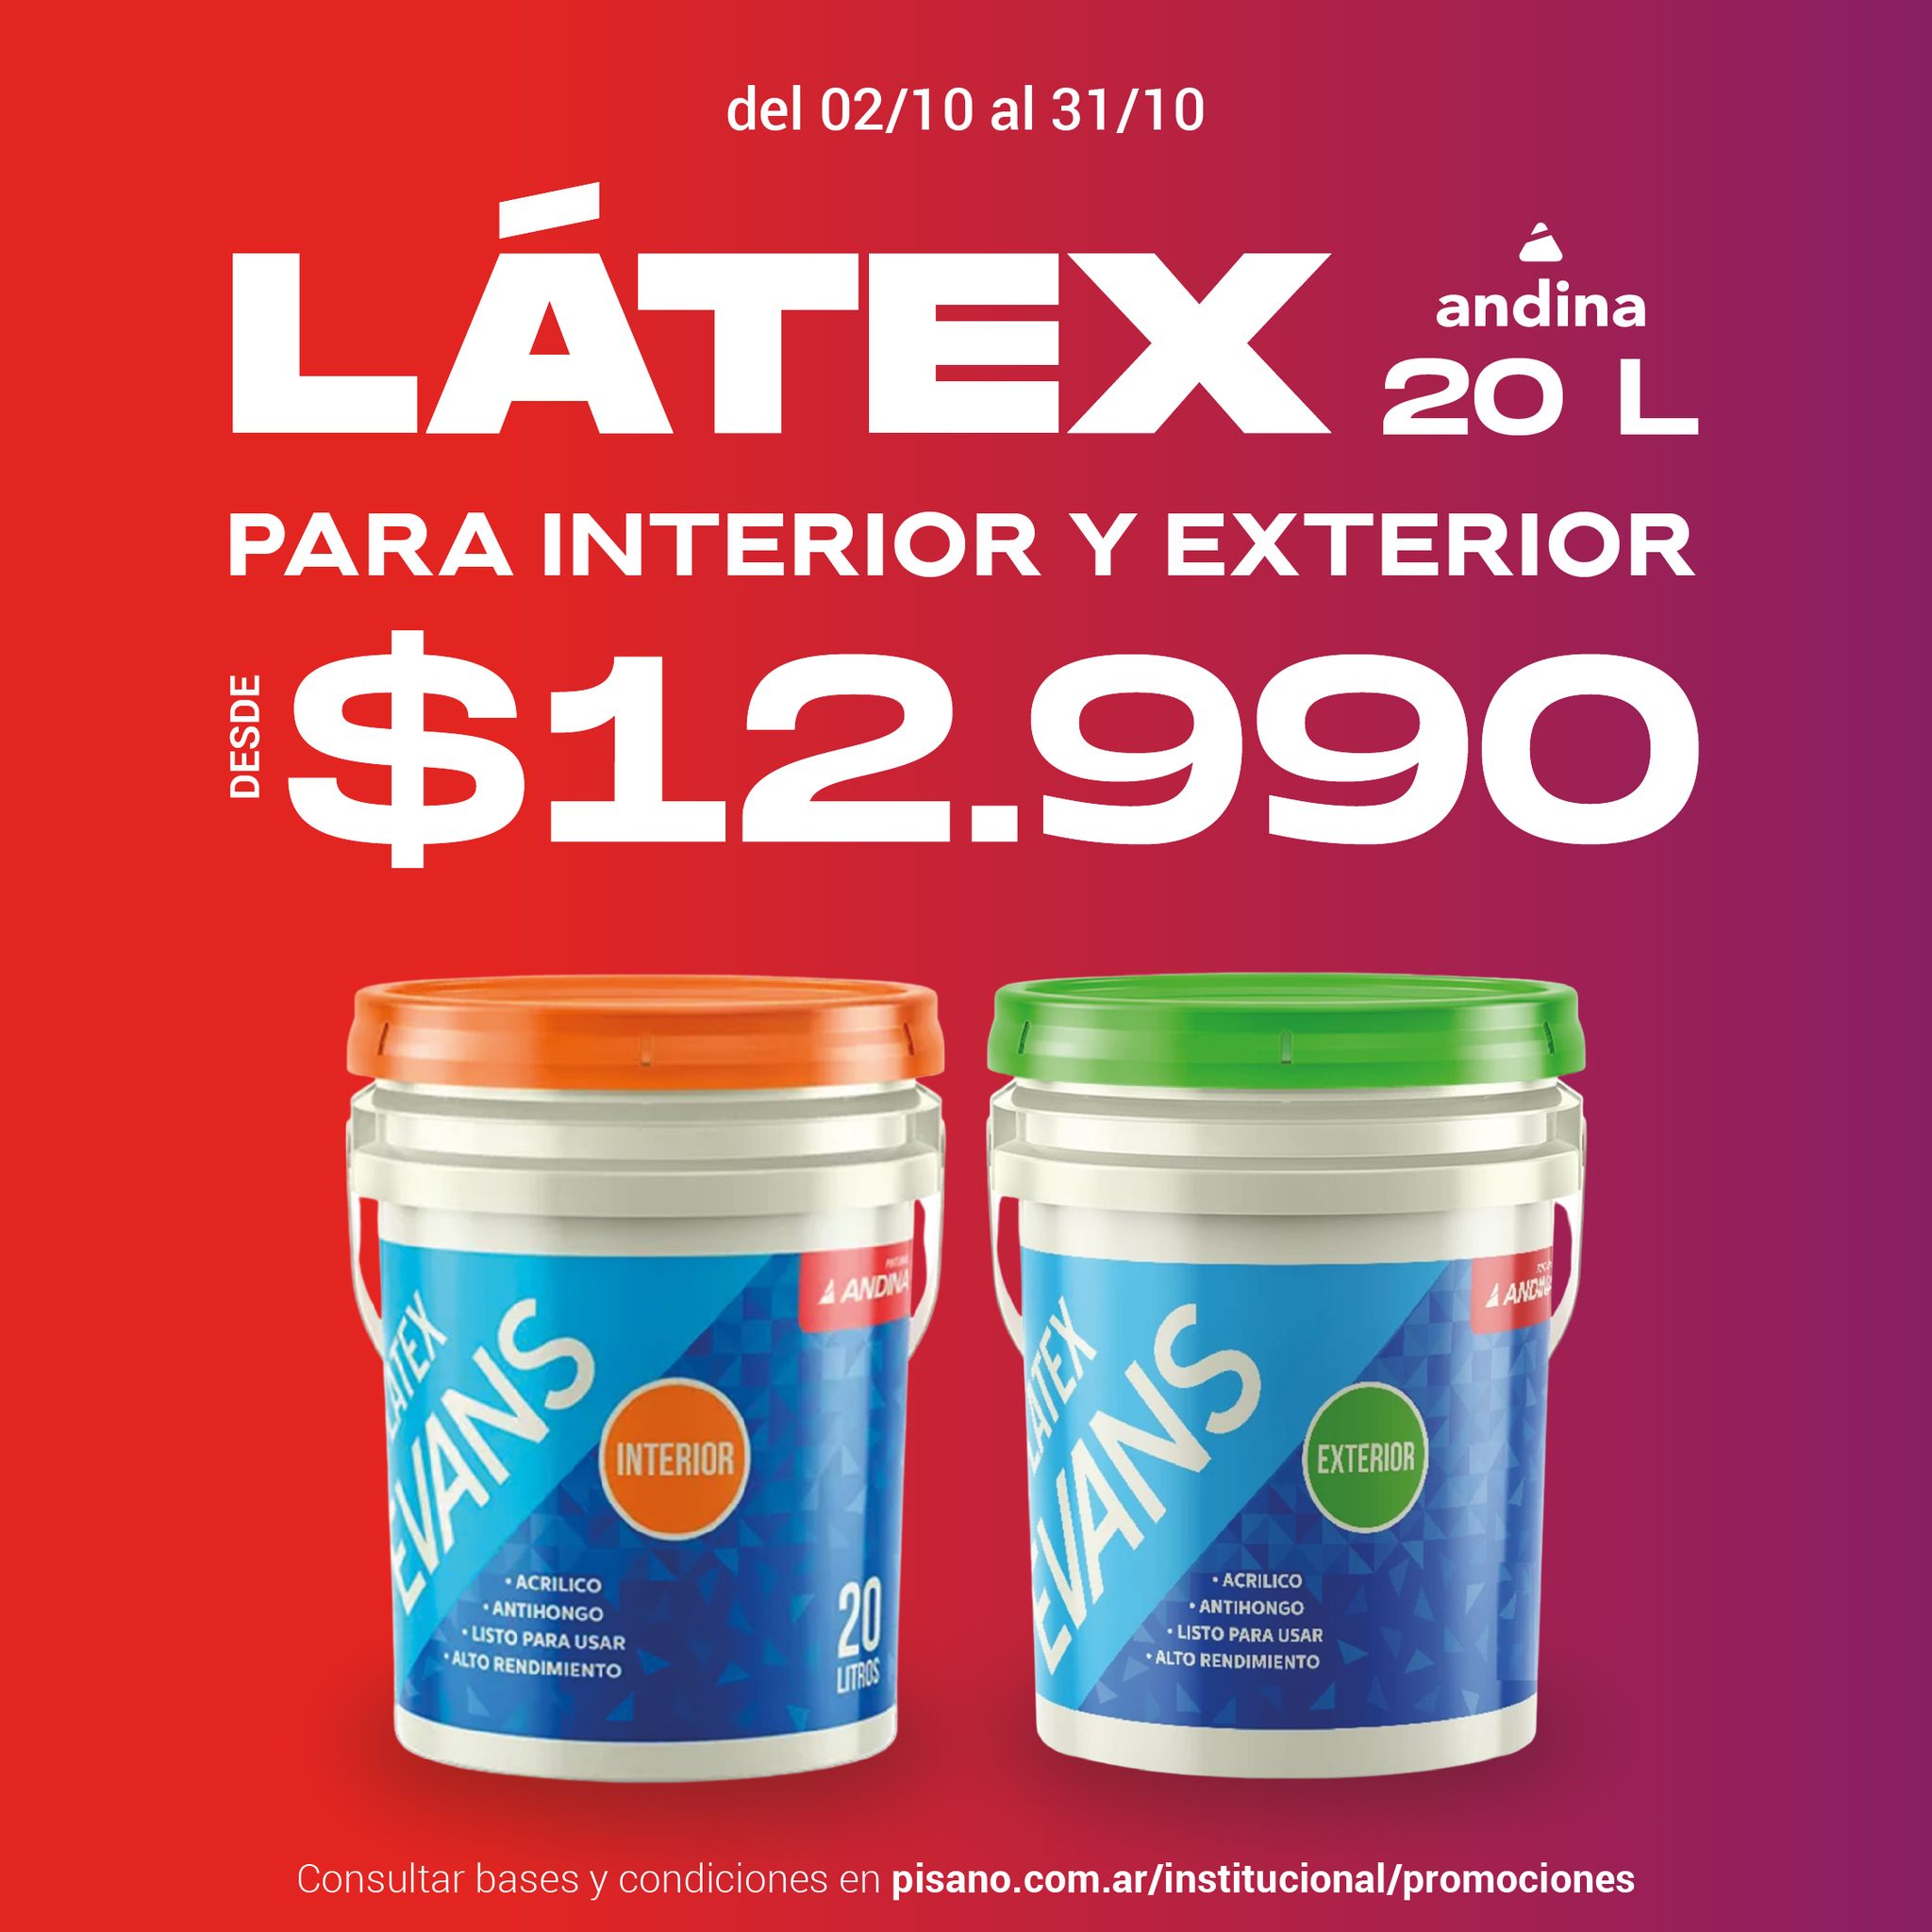 del 02/10 al 31/10
LÁTEX
andina
20 L
PARA INTERIOR Y EXTERIOR
DESDE
$12.990
LATEX
EVANS
ANDINA
INTERIOR
• ACRILICO
• ANTIHONGO
• LISTO PARA USAR
• ALTO RENDIMIENTO
20
LITROS
LATEX
EVANS
ANDINA
EXTERIOR
• ACRILICO
• ANTIHONGO
• LISTO PARA USAR
• ALTO RENDIMIENTO
Consultar bases y condiciones en pisano.com.ar/institucional/promociones